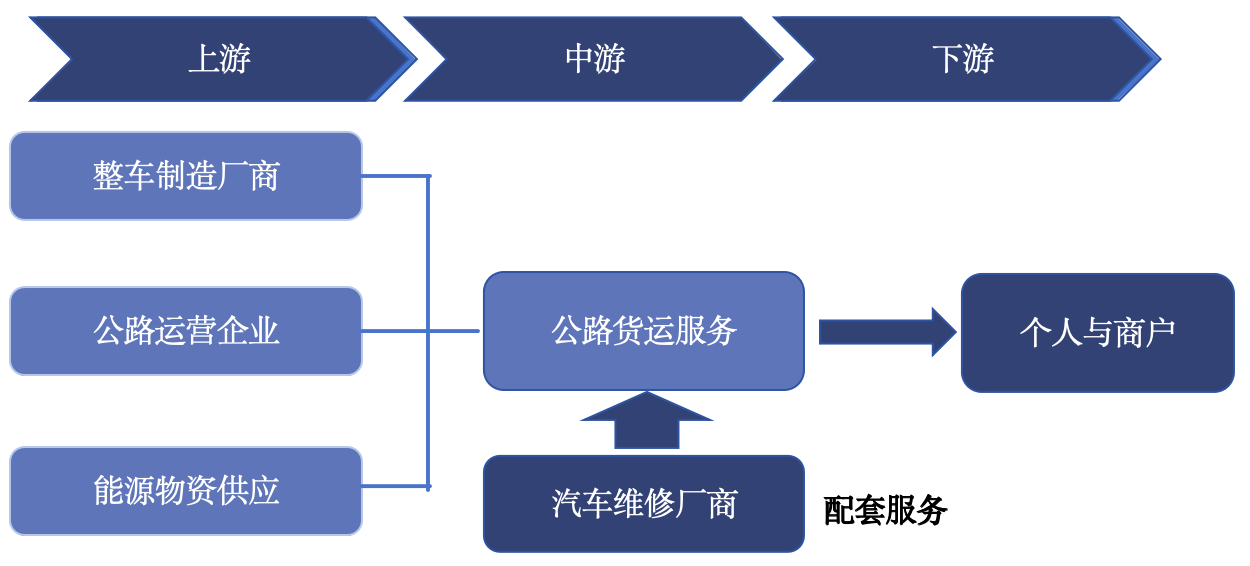 上游
中游
下游
整车制造厂商
公路运营企业
公路货运服务
个人与商户
能源物资供应
汽车维修厂商
配套服务